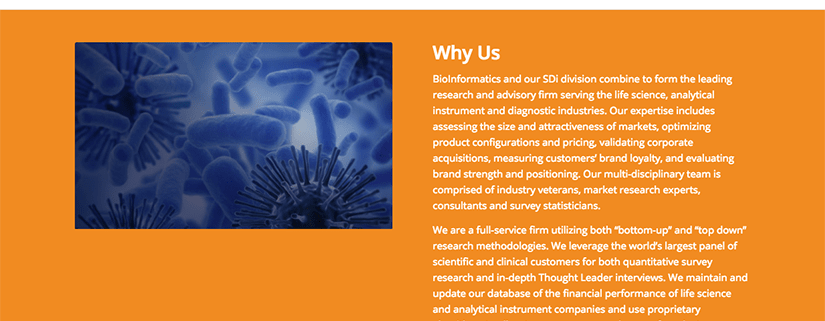 Why Us
BioInformatics and our SDi division combine to form the leading
research and advisory firm serving the life science, analytical
instrument and diagnostic industries. Our expertise includes
assessing the size and attractiveness of markets, optimizing
product configurations and pricing, validating corporate
acquisitions, measuring customers’ brand loyalty, and evaluating
brand strength and positioning. Our multi-disciplinary team is
comprised of industry veterans, market research experts,
consultants and survey statisticians.
We are a full-service firm utilizing both “bottom-up” and “top down”
research methodologies. We leverage the world’s largest panel of
scientific and clinical customers for both quantitative survey
research and in-depth Thought Leader interviews. We maintain and
update our database of the financial performance of life science
and analytical instrument companies and use proprietary